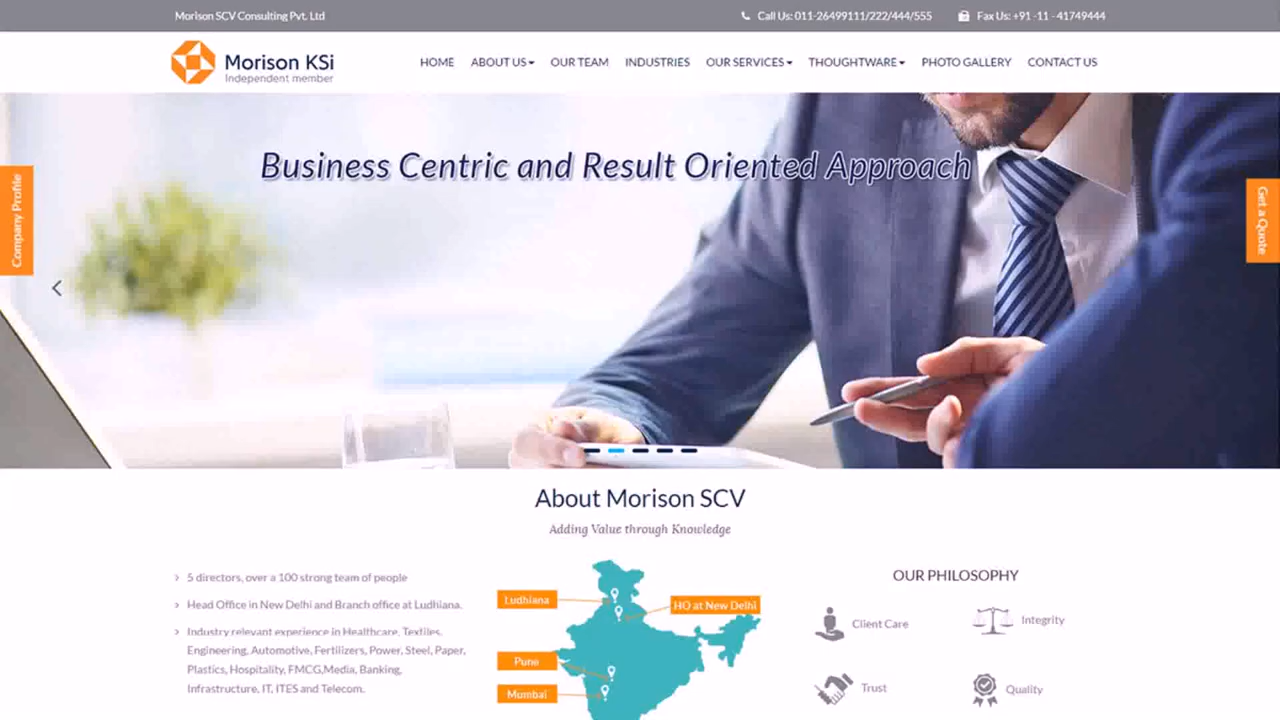 Morison SCV Consulting Pvt. Ltd
Call Us: 011-26499111/222/444/555
Fax Us: +91 -11 - 41749444
Morison KSi
Independent member
HOME
ABOUT US
OUR TEAM
INDUSTRIES
OUR SERVICES
THOUGHTWARE
PHOTO GALLERY
CONTACT US
Business Centric and Result Oriented Approach
Company Profile
Get a Quote
About Morison SCV
Adding Value through Knowledge
5 directors, over a 100 strong team of people
Head Office in New Delhi and Branch office at Ludhiana.
Industry relevant experience in Healthcare, Textiles,
Engineering, Automotive, Fertilizers, Power, Steel, Paper,
Plastics, Hospitality, FMCG,Media, Banking,
Infrastructure, IT, ITES and Telecom.
Ludhiana
HO at New Delhi
Pune
Mumbai
OUR PHILOSOPHY
Client Care
Integrity
Trust
Quality